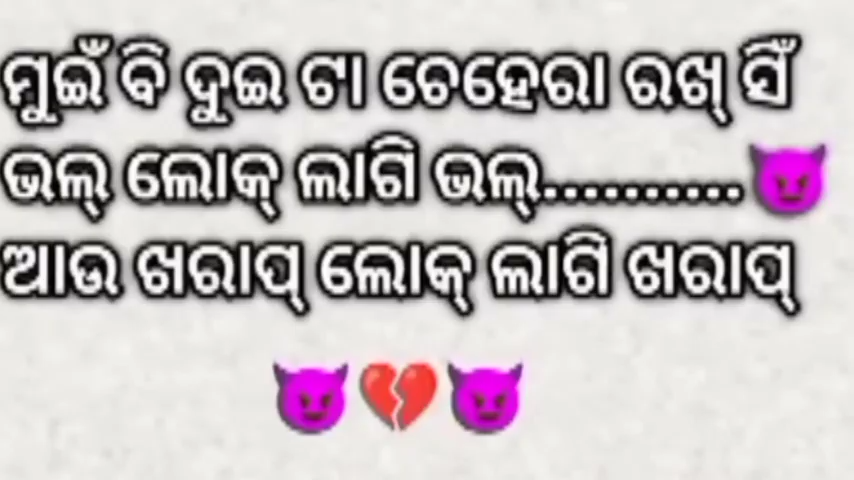 ମୁଇଁ ବି ଦୁଇ ଟା ଚେହେରା ରଖ୍ ସିଁ
ଭଲ୍ ଲୋକ୍ ଲାଗି ଭଲ୍..........😈
ଆଉ ଖରାପ୍ ଲୋକ୍ ଲାଗି ଖରାପ୍
😈💔😈